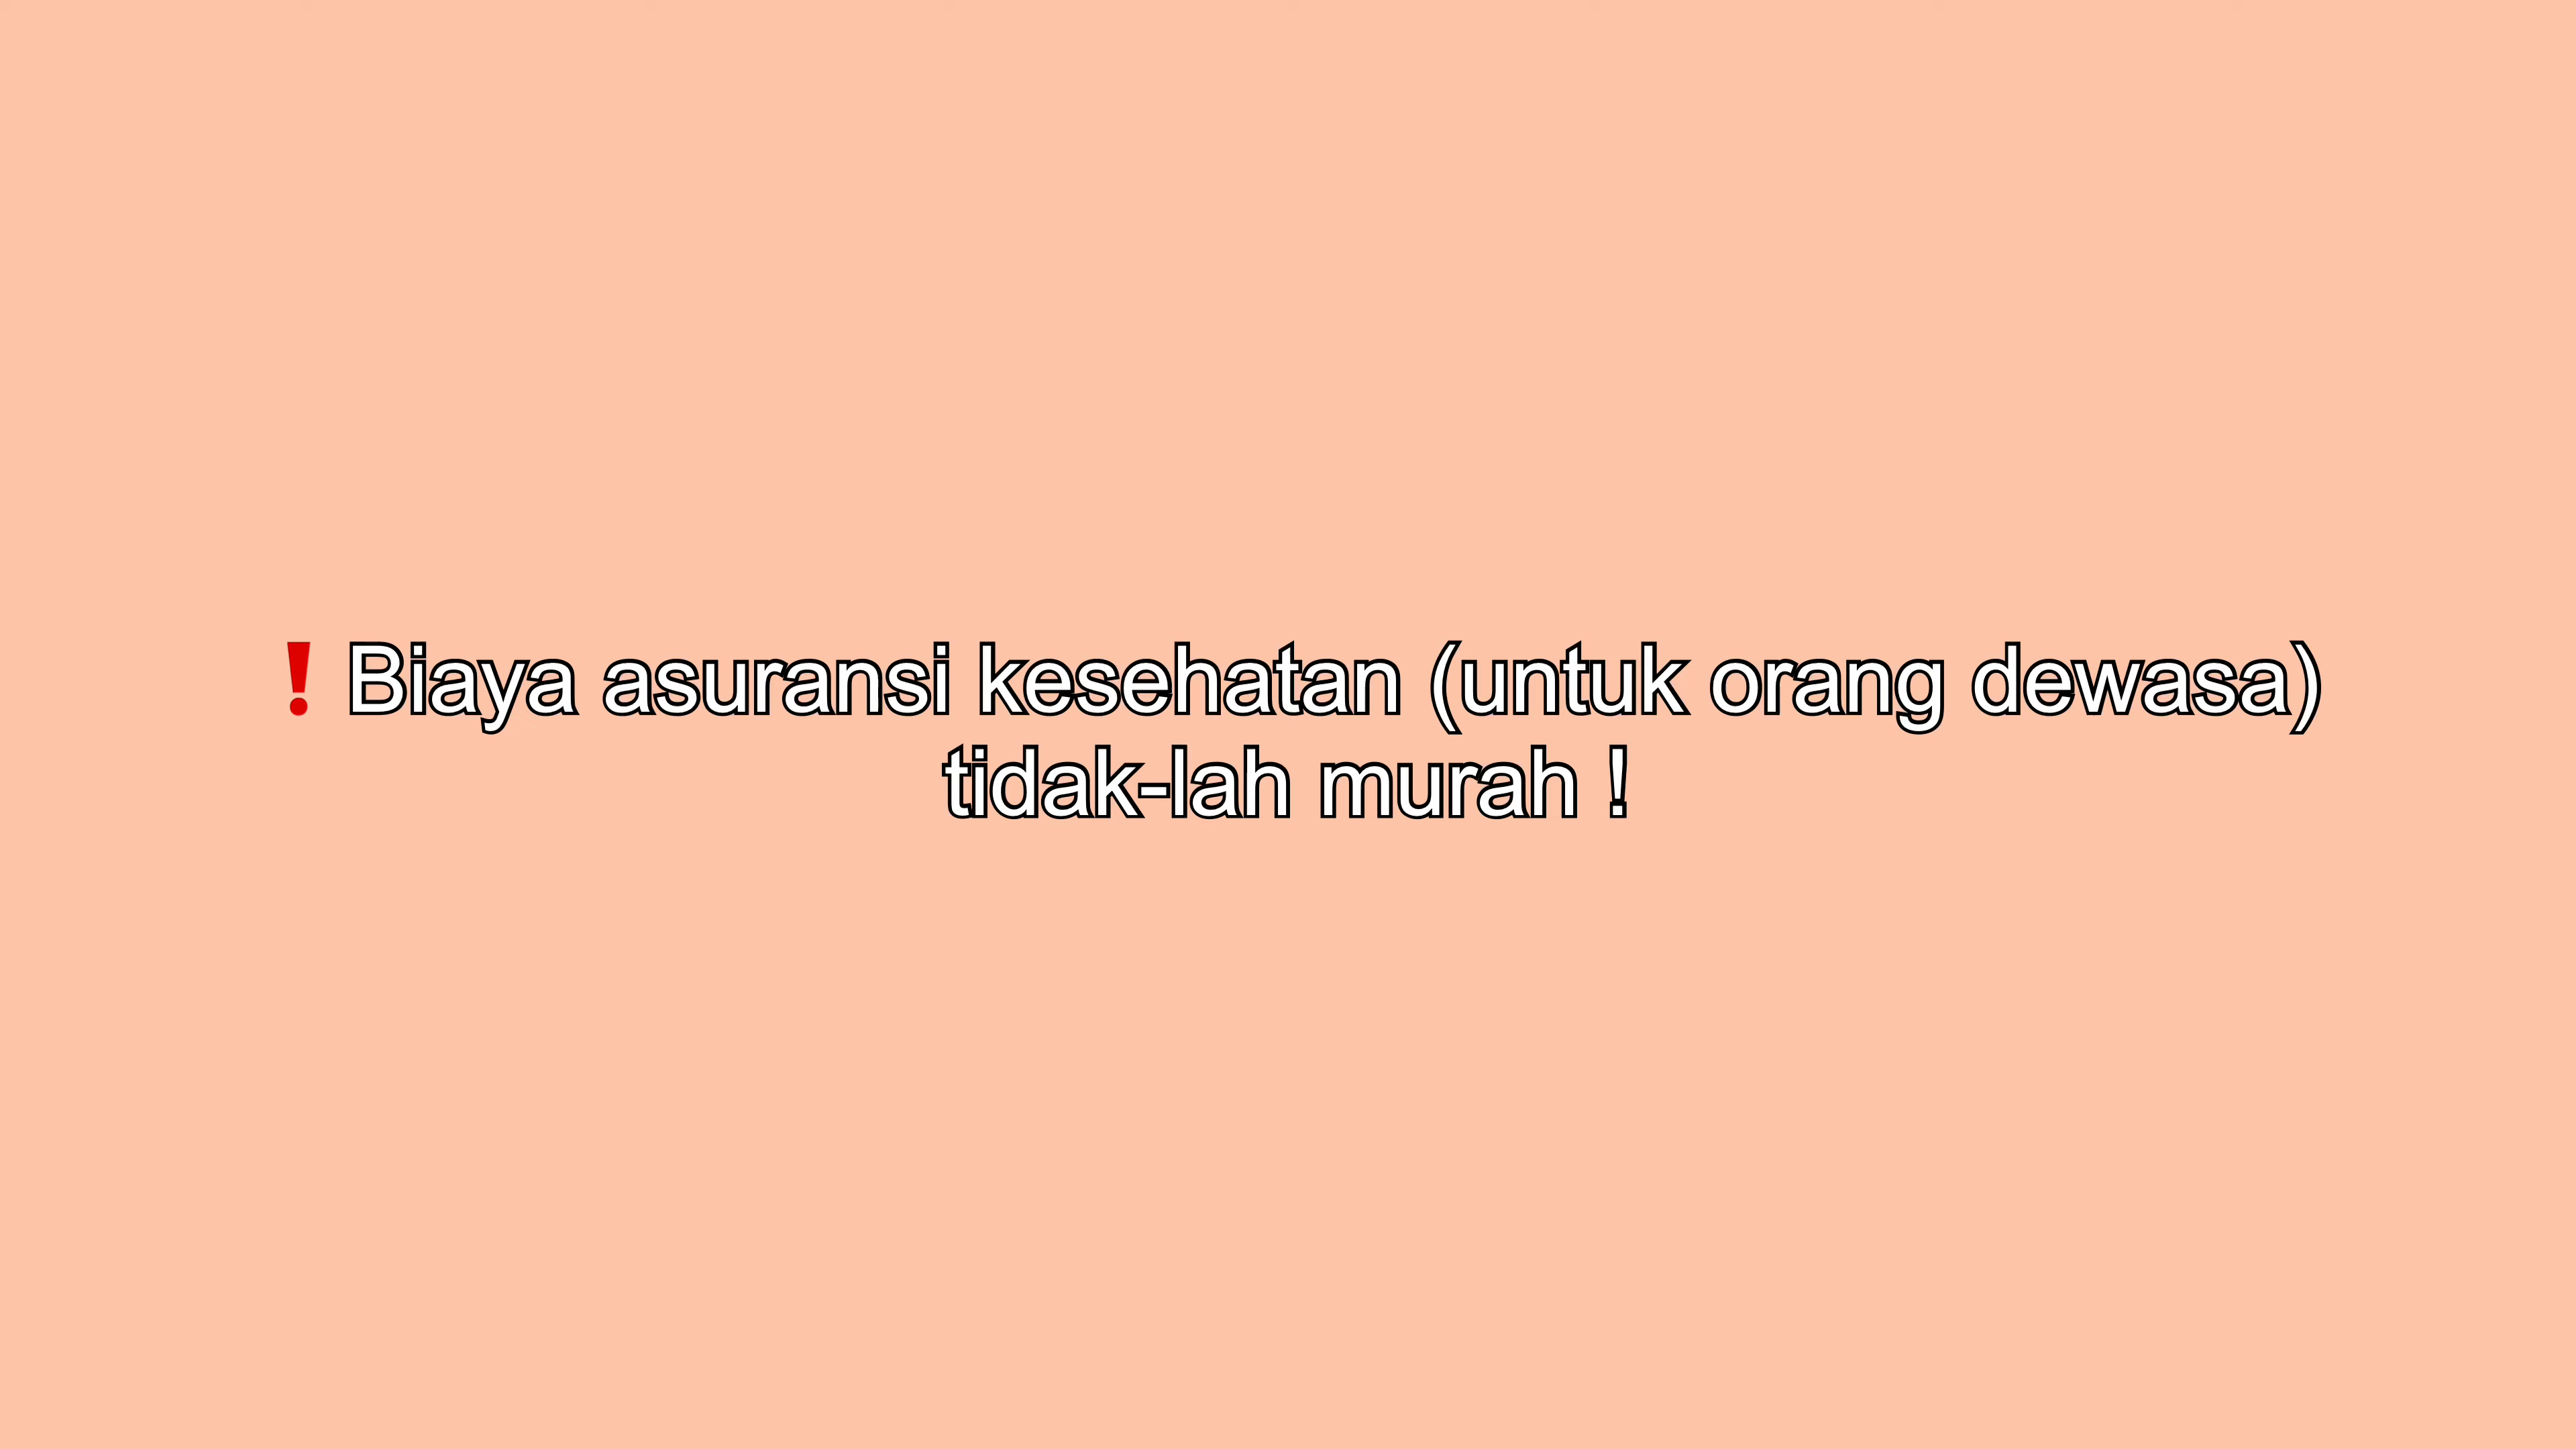 ❗Biaya asuransi kesehatan (untuk orang dewasa)
tidak-lah murah !